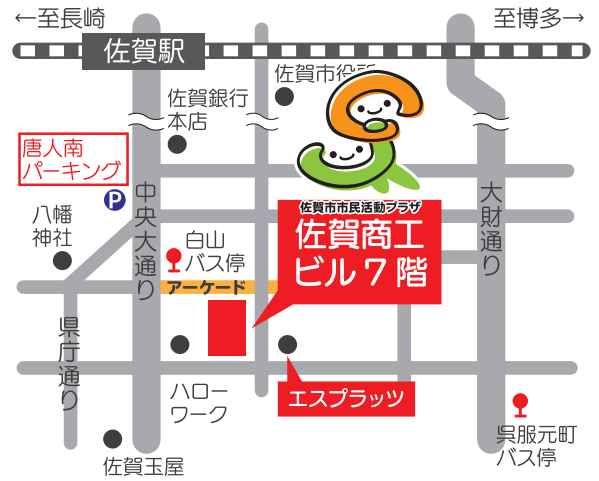 ←至長崎
至博多→
佐賀駅
佐賀銀行
本店
佐賀市役所
唐人南
パーキング
P
八幡
神社
中央大通り
白山
バス停
アーケード
佐賀市市民活動プラザ
佐賀商工
ビル7階
大財通り
県庁通り
ハロー
ワーク
エスプラッツ
佐賀玉屋
呉服元町
バス停